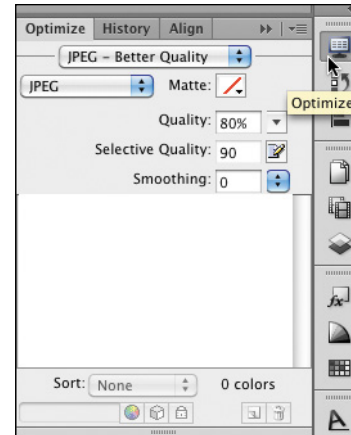 Optimize History Align
JPEG – Better Quality
JPEG Matte:
Optimize
Quality: 80%
Selective Quality: 90
Smoothing: 0
fx
Sort: None 0 colors
A